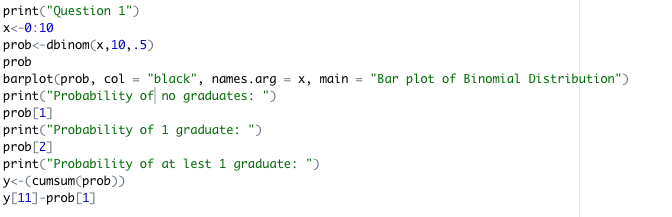 print("Question 1")
x<-0:10
prob<-dbinom(x,10,.5)
prob
barplot(prob, col = "black", names.arg = x, main = "Bar plot of Binomial Distribution")
print("Probability of no graduates: ")
prob[1]
print("Probability of 1 graduate: ")
prob[2]
print("Probability of at lest 1 graduate: ")
y<-(cumsum(prob))
y[11]-prob[1]